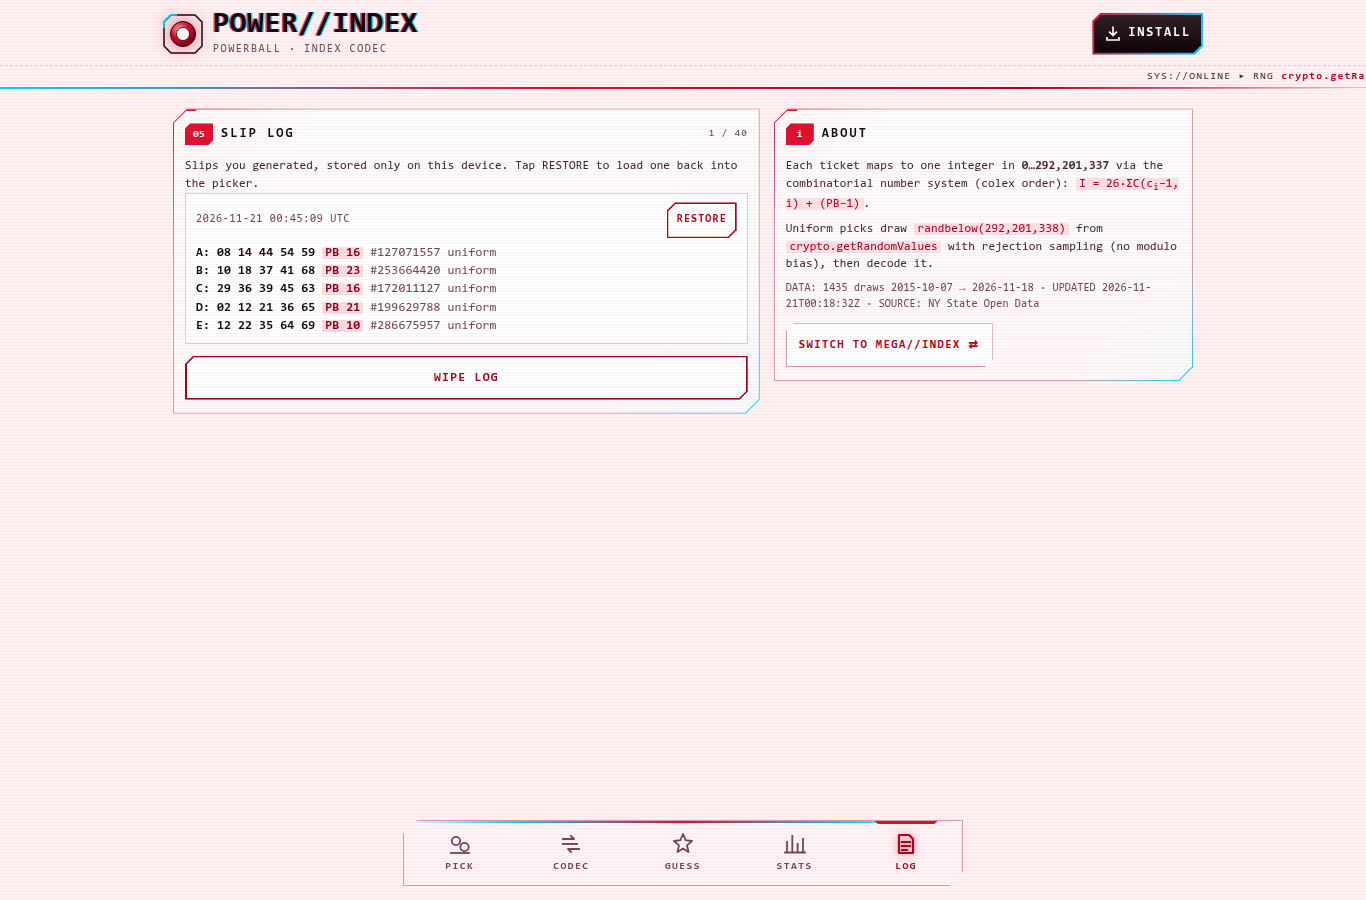 POWER//INDEX
POWERBALL · INDEX CODEC
INSTALL
SYS://ONLINE ▸ RNG crypto.getRa
05 SLIP LOG 1 / 40
Slips you generated, stored only on this device. Tap RESTORE to load one back into
the picker.
2026-11-21 00:45:09 UTC RESTORE
A: 08 14 44 54 59 PB 16 #127071557 uniform
B: 10 18 37 41 68 PB 23 #253664420 uniform
C: 29 36 39 45 63 PB 16 #172011127 uniform
D: 02 12 21 36 65 PB 21 #199629788 uniform
E: 12 22 35 64 69 PB 10 #286675957 uniform
WIPE LOG
i ABOUT
Each ticket maps to one integer in 0…292,201,337 via the
combinatorial number system (colex order): I = 26·ΣC(cᵢ−1,
i) + (PB−1).
Uniform picks draw randbelow(292,201,338) from
crypto.getRandomValues with rejection sampling (no modulo
bias), then decode it.
DATA: 1435 draws 2015-10-07 → 2026-11-18 · UPDATED 2026-11-
21T00:18:32Z · SOURCE: NY State Open Data
SWITCH TO MEGA//INDEX ⇄
PICK CODEC GUESS STATS LOG